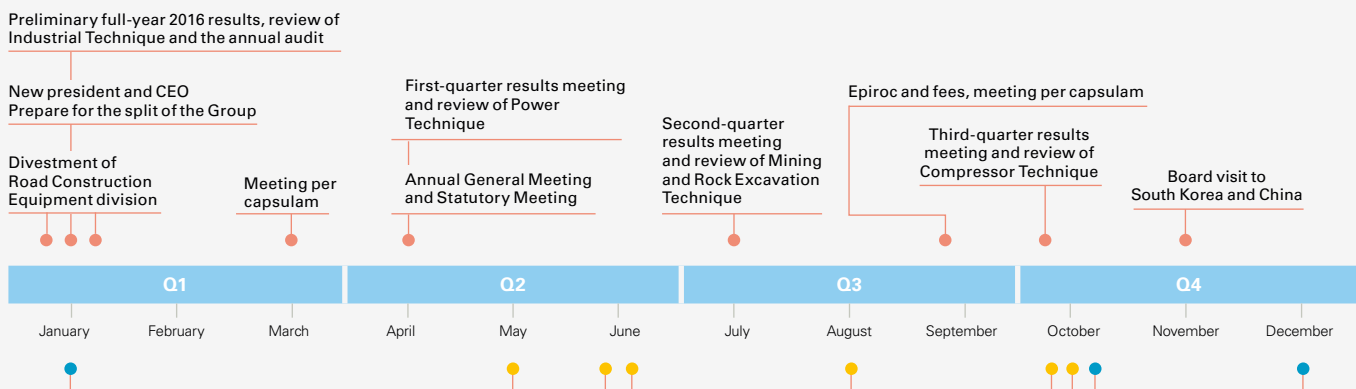 Preliminary full-year 2016 results, review of
Industrial Technique and the annual audit
New president and CEO
Prepare for the split of the Group
Divestment of
Road Construction
Equipment division
Meeting per
capsulam
First-quarter results meeting
and review of Power
Technique
Annual General Meeting
and Statutory Meeting
Second-quarter
results meeting
and review of Mining
and Rock Excavation
Technique
Epiroc and fees, meeting per capsulam
Third-quarter results
meeting and review of
Compressor Technique
Board visit to
South Korea and China
Q1
Q2
Q3
Q4
January
February
March
April
May
June
July
August
September
October
November
December